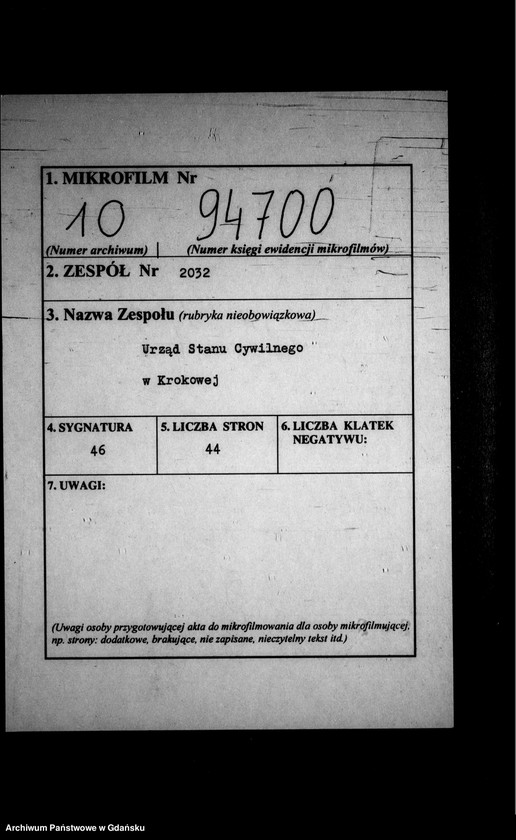 1. MIKROFILM Nr
10 94700
(Numer archiwum) (Numer księgi ewidencji mikrofilmów)
2. ZESPÓŁ Nr 2032
3. Nazwa Zespołu (rubryka nieobowiązkowa)
Urząd Stanu Cywilnego
w Krokowej
4. SYGNATURA
46
5. LICZBA STRON
44
6. LICZBA KLATEK
NEGATYWU:
7. UWAGI:
(Uwagi osoby przygotowującej akta do mikrofilmowania dla osoby mikrofilmującej,
np. strony: dodatkowe, brakujące, nie zapisane, nieczytelny tekst itd.)
Archiwum Państwowe w Gdańsku